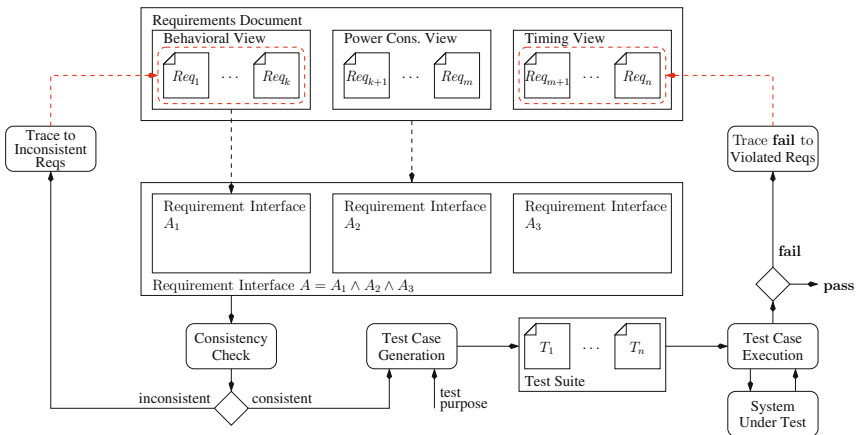 Requirements Document
Behavioral View
Power Cons. View
Timing View
Req₁ ··· Reqₖ
Reqₖ₊₁ ··· Reqₘ
Reqₘ₊₁ ··· Reqₙ
Trace to
Inconsistent
Reqs
Trace fail to
Violated Reqs
Requirement Interface
A₁
Requirement Interface
A₂
Requirement Interface
A₃
Requirement Interface A = A₁ ∧ A₂ ∧ A₃
fail
pass
Consistency
Check
Test Case
Generation
T₁ ··· Tₙ
Test Suite
Test Case
Execution
inconsistent
consistent
test
purpose
System
Under Test